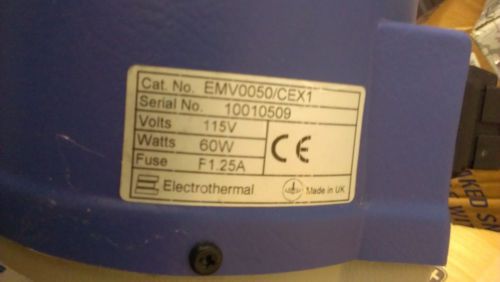 Cat. No. EMV0050/CEX1
Serial No. 10010509
Volts 115V
Watts 60W
Fuse F1.25A
CE
Electrothermal
Made in UK